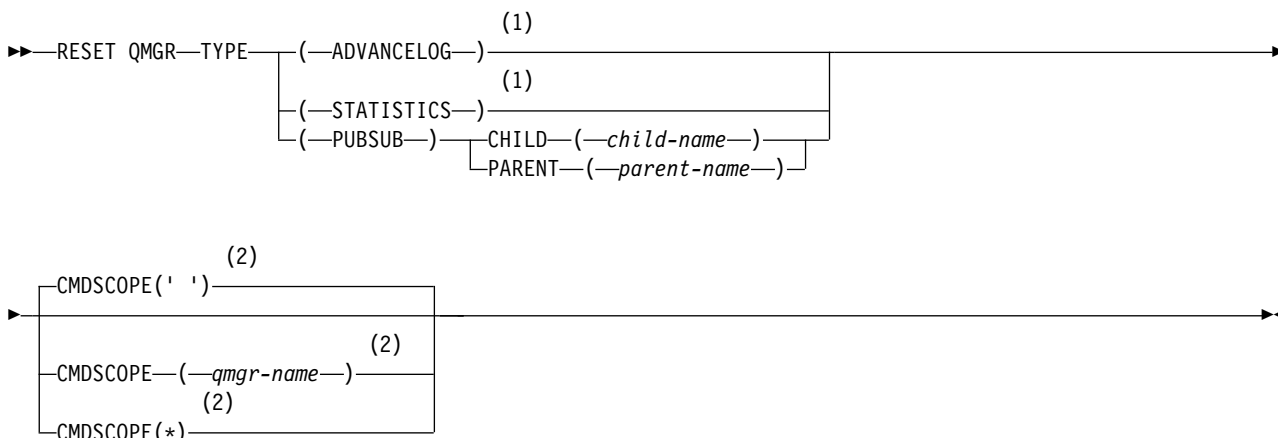 (1)
RESET QMGR TYPE ( ADVANCELOG )
(1)
( STATISTICS )
( PUBSUB ) CHILD ( child-name )
PARENT ( parent-name )
(2)
CMDSCOPE(' ')
(2)
CMDSCOPE ( qmgr-name )
(2)
CMDSCOPE(*)